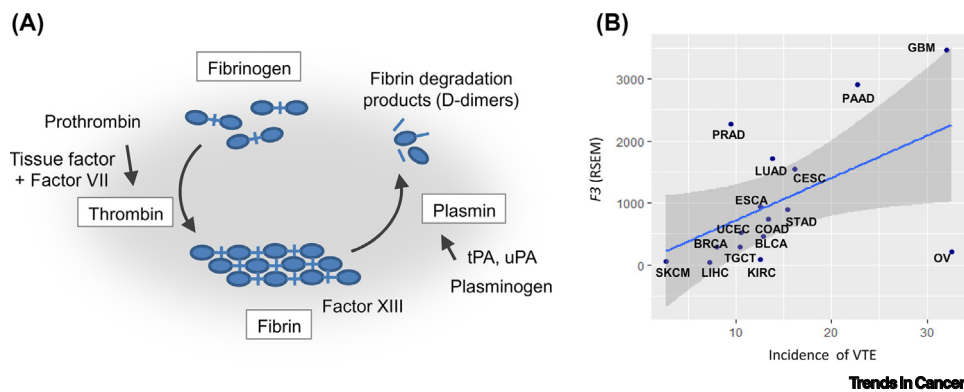 (A)
Fibrinogen
Prothrombin
Tissue factor
+ Factor VII
Thrombin
Fibrin degradation
products (D-dimers)
Plasmin
tPA, uPA
Plasminogen
Factor XIII
Fibrin
(B)
F3 (RSEM)
3000
2000
1000
0
GBM
PAAD
PRAD
LUAD
CESC
ESCA
STAD
UCEC
COAD
BRCA
BLCA
TGCT
OV
SKCM
LIHC
KIRC
10
20
30
Incidence of VTE
Trends in Cancer